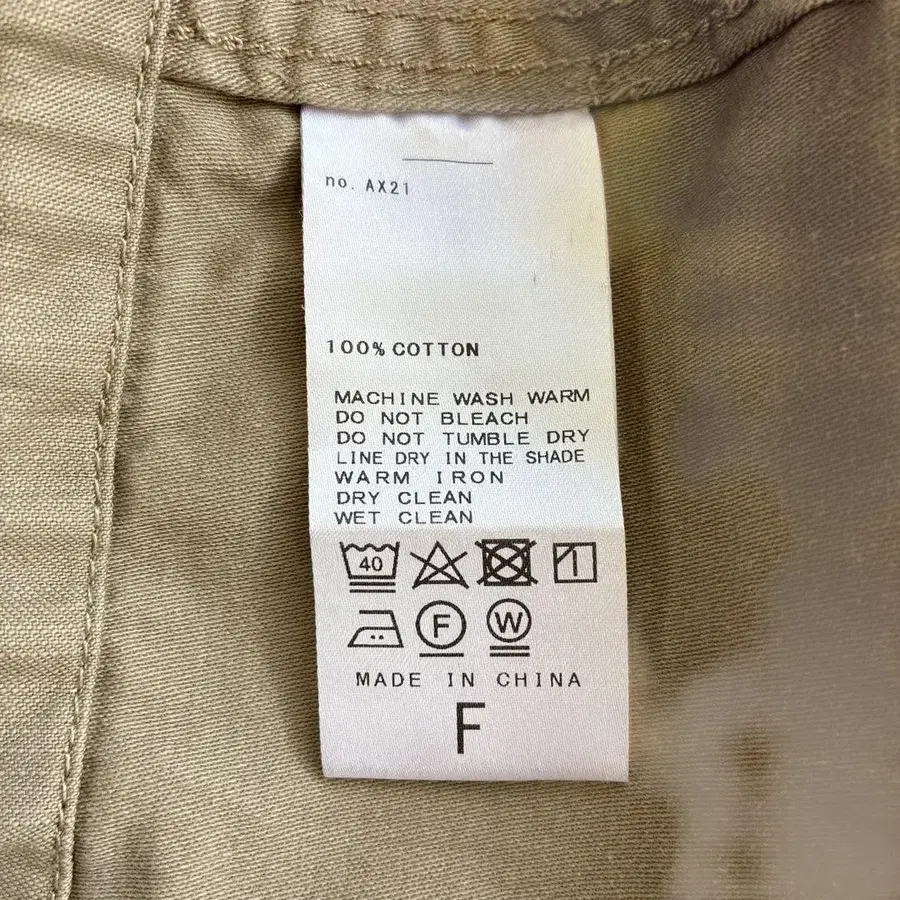 no. AX21
100% COTTON
MACHINE WASH WARM
DO NOT BLEACH
DO NOT TUMBLE DRY
LINE DRY IN THE SHADE
WARM IRON
DRY CLEAN
WET CLEAN
40
F W
MADE IN CHINA
F